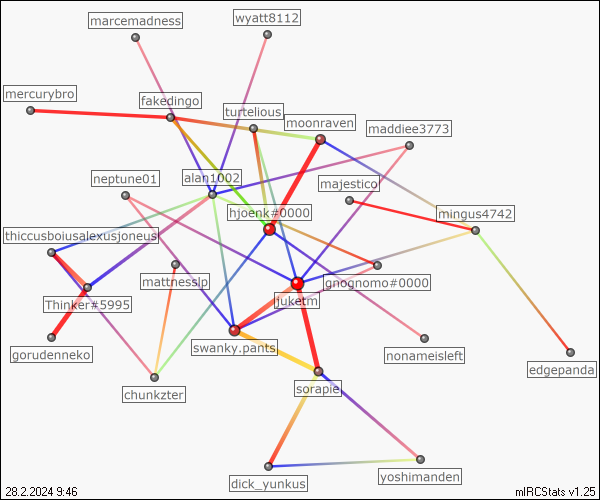 marcemadness
wyatt8112
mercurybro
fakedingo
turtelious
moonraven
maddiee3773
neptune01
alan1002
majestico
hjoenk#0000
mingus4742
thiccusboiusalexusjoneus
mattnesslp
gnognomo#0000
Thinker#5995
juketm
swanky.pants
gorudenneko
nonameisleft
edgepanda
chunkzter
sorapie
dick_yunkus
yoshimanden
28.2.2024 9:46
mIRCStats v1.25